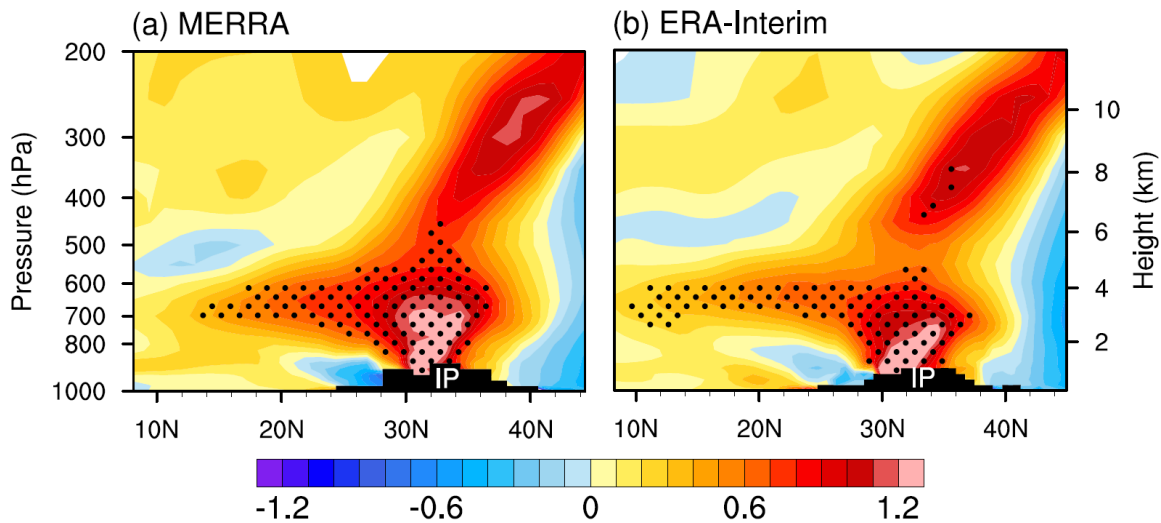 (a) MERRA
(b) ERA-Interim
Pressure (hPa)
200
300
400
500
600
700
800
1000
IP
10N 20N 30N 40N
IP
10N 20N 30N 40N
10
8
6
4
2
Height (km)
-1.2 -0.6 0 0.6 1.2